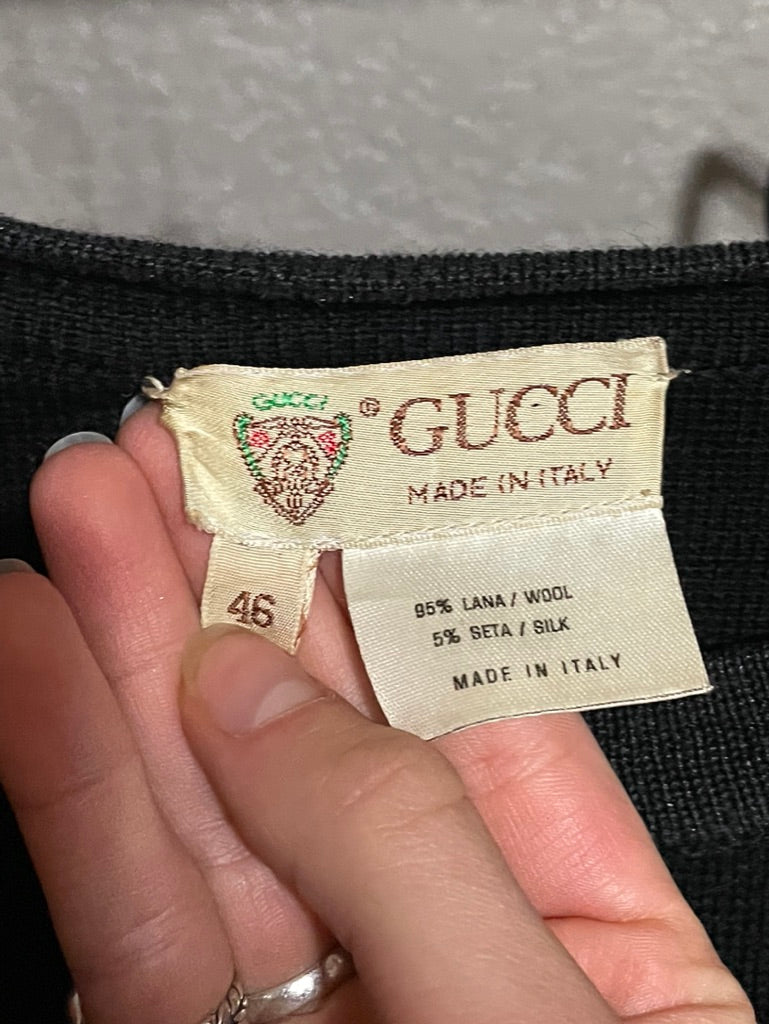 GUCCI
® GUCCI
MADE IN ITALY
46
95% LANA / WOOL
5% SETA / SILK
MADE IN ITALY